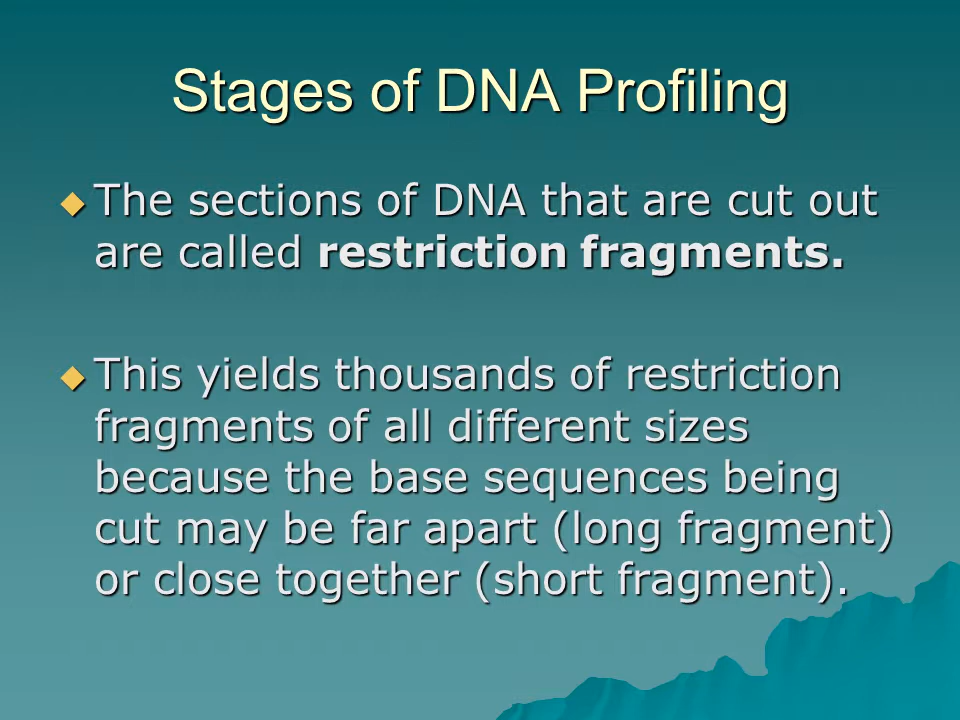 Stages of DNA Profiling
The sections of DNA that are cut out
are called restriction fragments.
This yields thousands of restriction
fragments of all different sizes
because the base sequences being
cut may be far apart (long fragment)
or close together (short fragment).